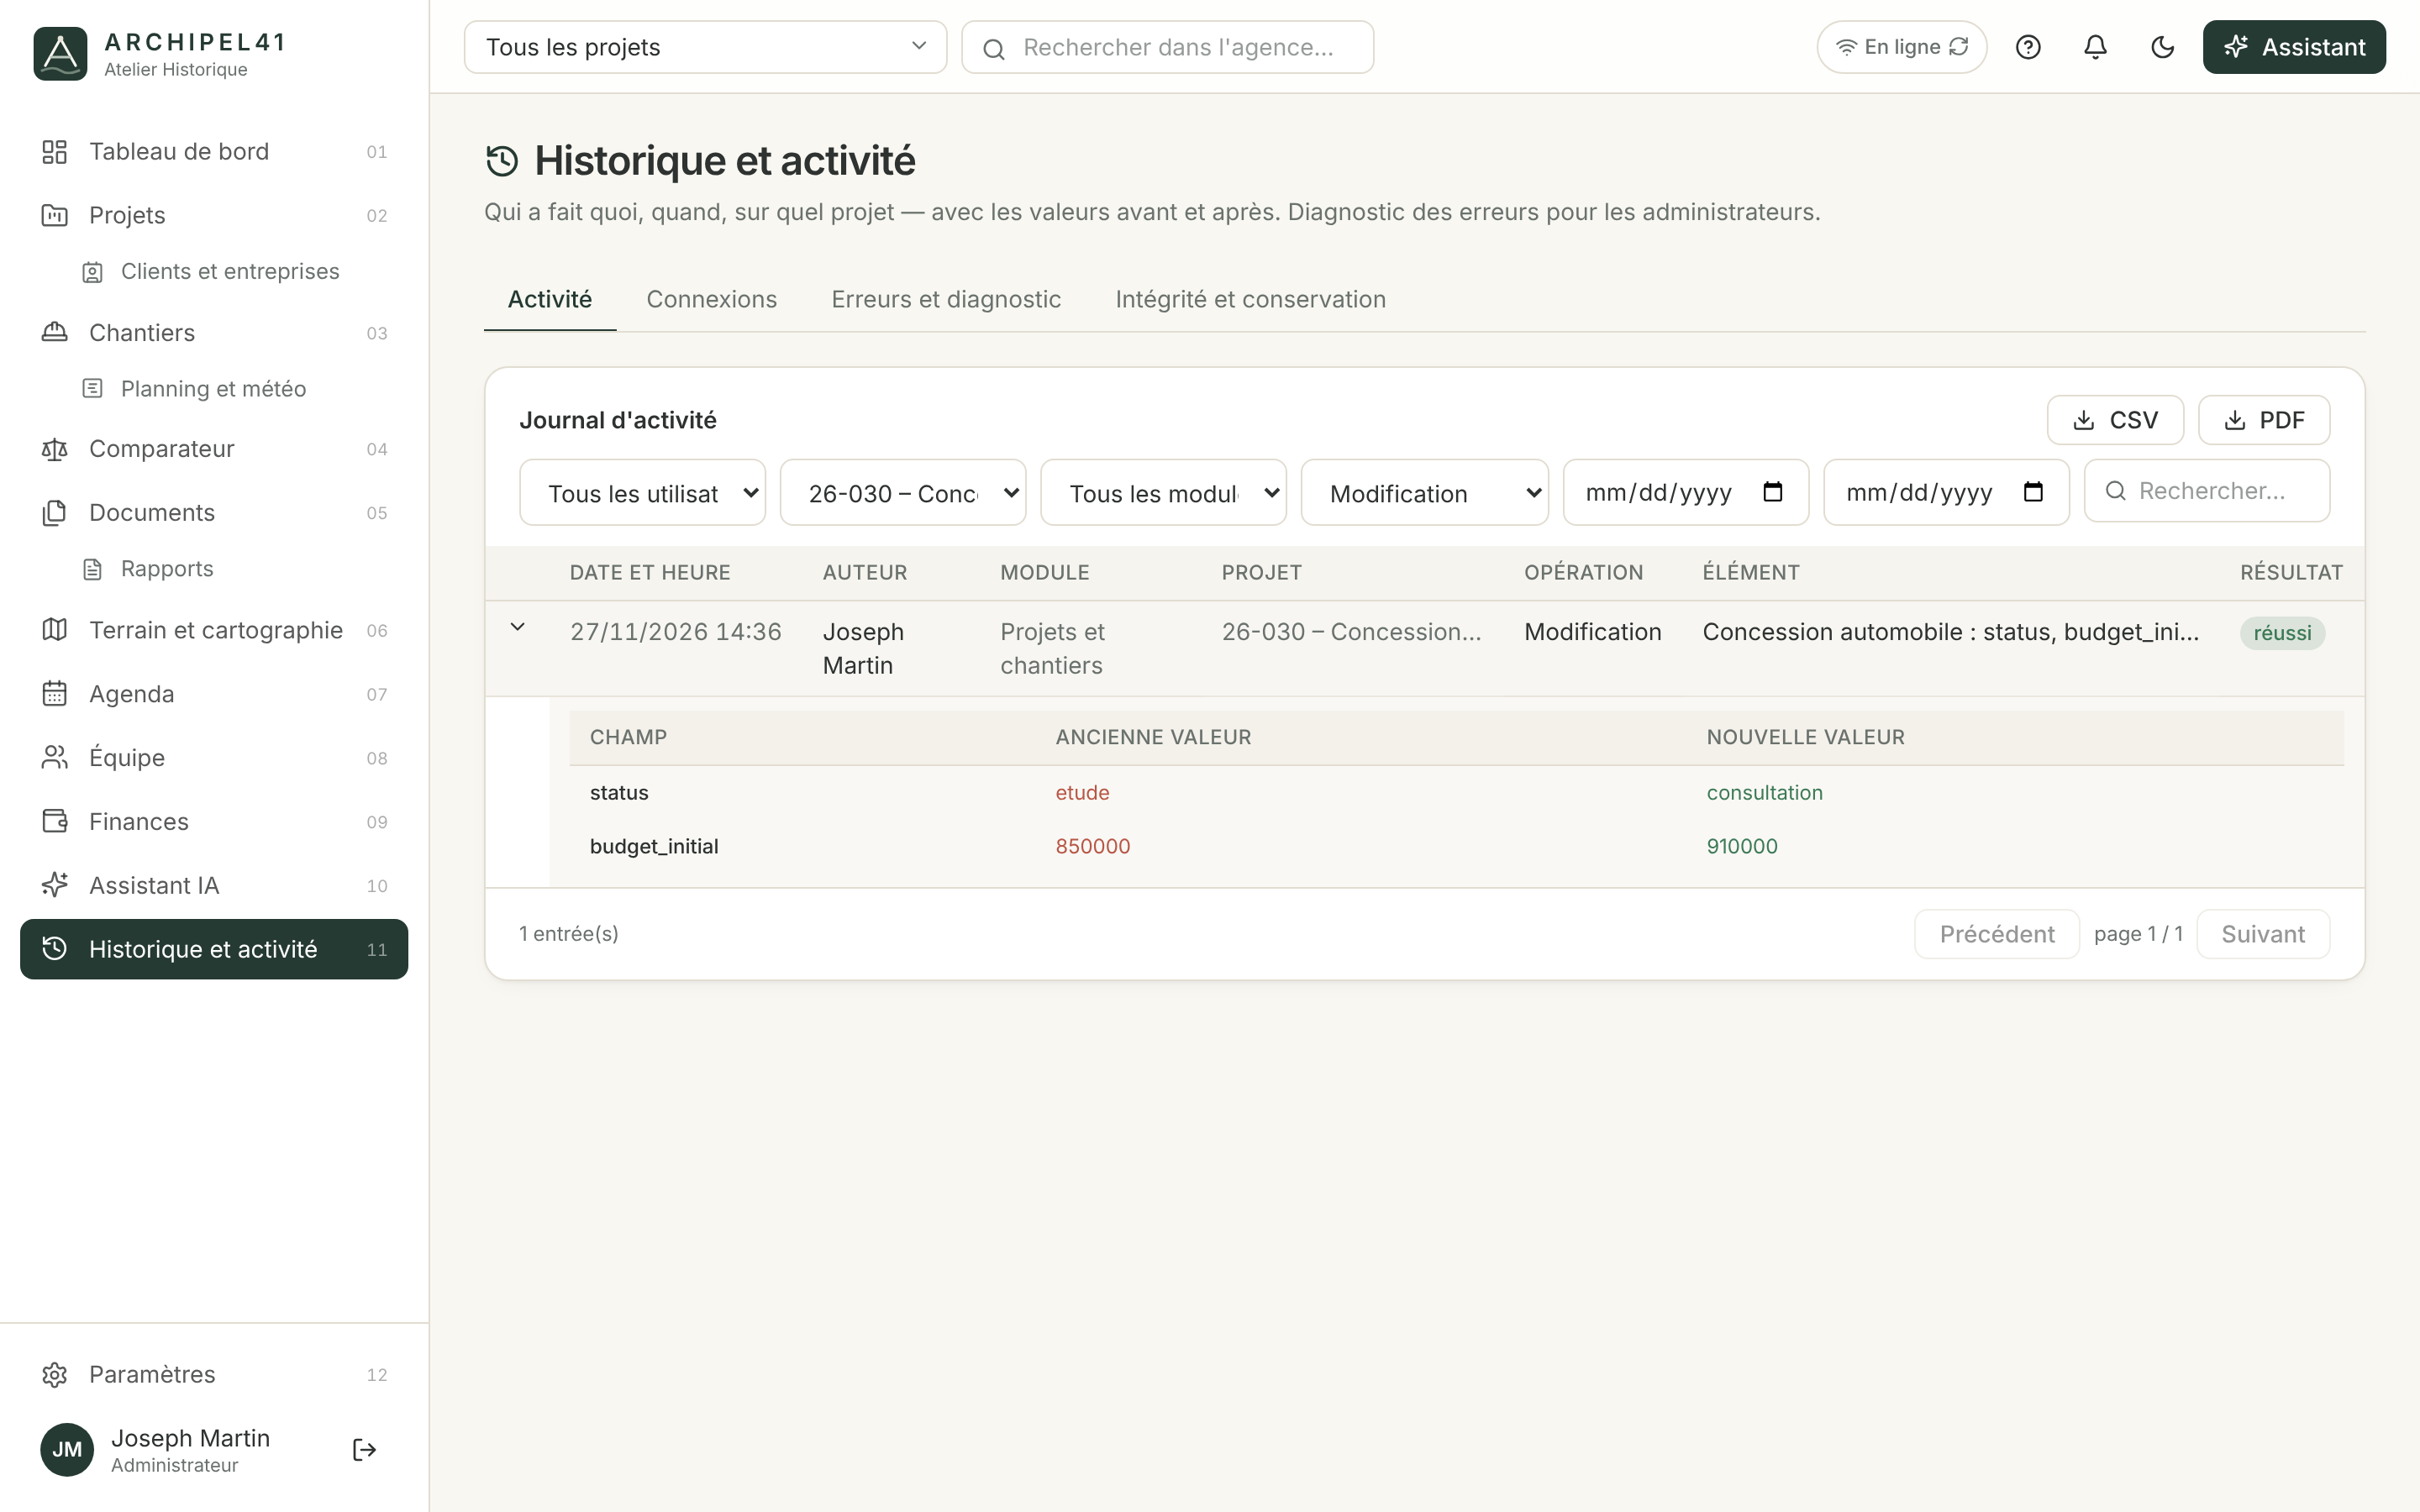 ARCHIPEL41
Atelier Historique
Tableau de bord 01
Projets 02
Clients et entreprises
Chantiers 03
Planning et météo
Comparateur 04
Documents 05
Rapports
Terrain et cartographie 06
Agenda 07
Équipe 08
Finances 09
Assistant IA 10
Historique et activité 11
Paramètres 12
JM
Joseph Martin
Administrateur
Tous les projets
Rechercher dans l'agence...
En ligne
Assistant
Historique et activité
Qui a fait quoi, quand, sur quel projet — avec les valeurs avant et après. Diagnostic des erreurs pour les administrateurs.
Activité Connexions Erreurs et diagnostic Intégrité et conservation
Journal d'activité
CSV PDF
Tous les utilisat 26-030 – Conc Tous les modul Modification mm/dd/yyyy mm/dd/yyyy Rechercher...
DATE ET HEURE AUTEUR MODULE PROJET OPÉRATION ÉLÉMENT RÉSULTAT
27/11/2026 14:36 Joseph Martin Projets et chantiers 26-030 – Concession... Modification Concession automobile : status, budget_ini... réussi
CHAMP ANCIENNE VALEUR NOUVELLE VALEUR
status etude consultation
budget_initial 850000 910000
1 entrée(s)
Précédent page 1 / 1 Suivant